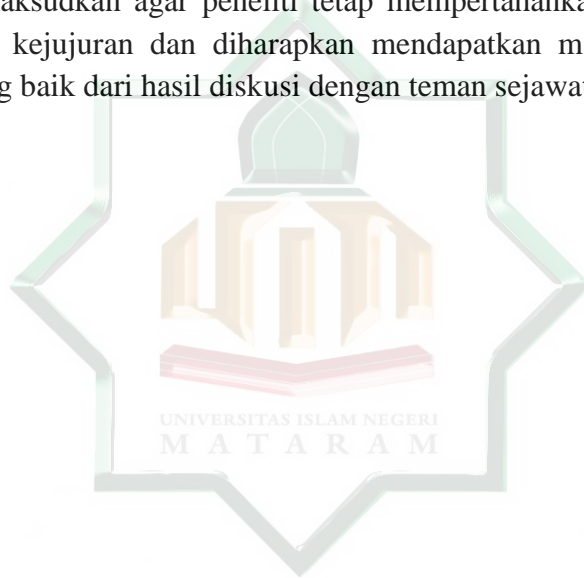 aksudkan agar peneliti tetap mempertahanka
kejujuran dan diharapkan mendapatkan m
g baik dari hasil diskusi dengan teman sejawat
UNIVERSITAS ISLAM NEGERI
MATARAM